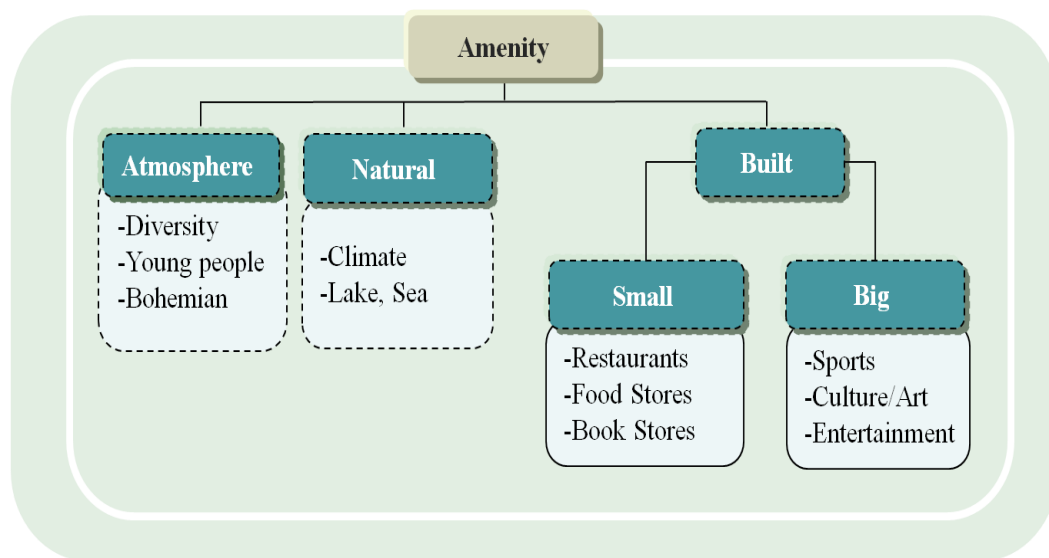 Amenity
Atmosphere
-Diversity
-Young people
-Bohemian
Natural
-Climate
-Lake, Sea
Built
Small
-Restaurants
-Food Stores
-Book Stores
Big
-Sports
-Culture/Art
-Entertainment